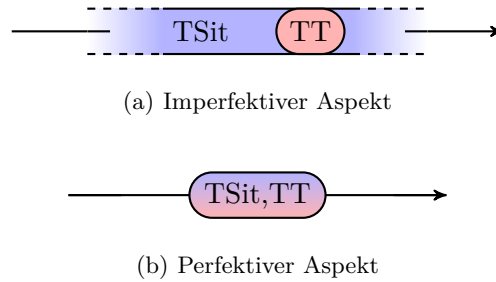 TSit TT
(a) Imperfektiver Aspekt
TSit,TT
(b) Perfektiver Aspekt